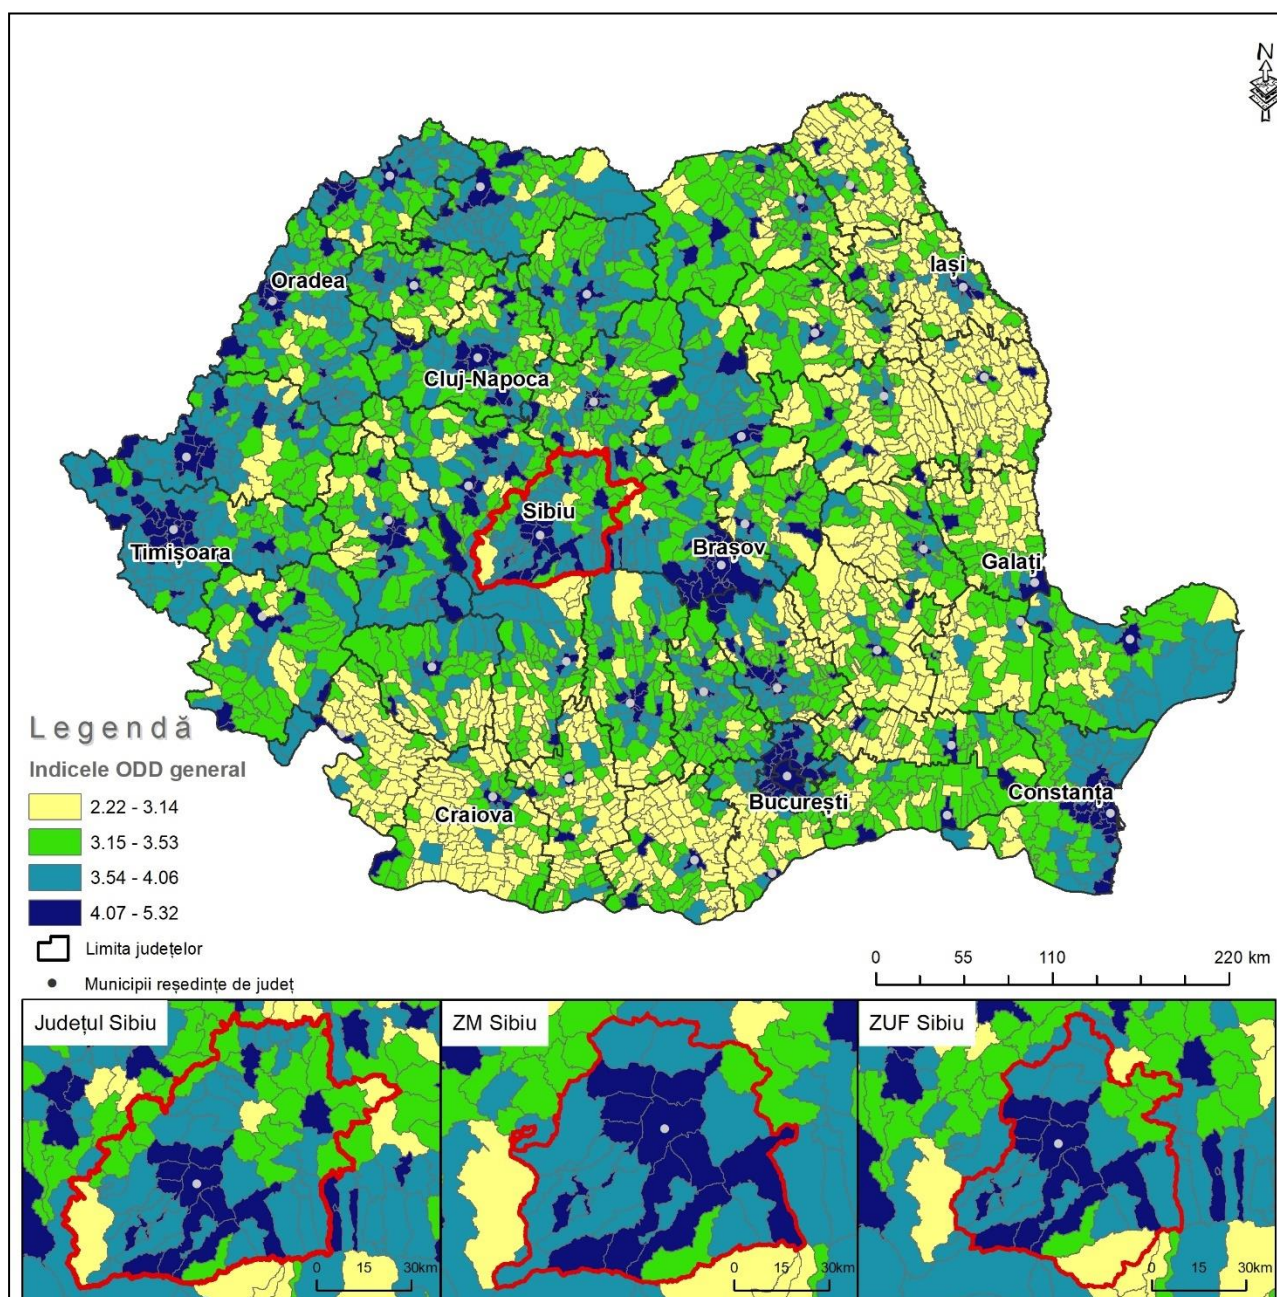 N
Oradea
Iași
Cluj-Napoca
Sibiu
Timișoara
Brașov
Galați
Legendă
Indicele ODD general
2.22 - 3.14
3.15 - 3.53
3.54 - 4.06
4.07 - 5.32
Limita județelor
Municipii reședințe de județ
Craiova
București
Constanța
0 55 110 220 km
Județul Sibiu
ZM Sibiu
ZUF Sibiu
0 15 30km
0 15 30km
0 15 30km